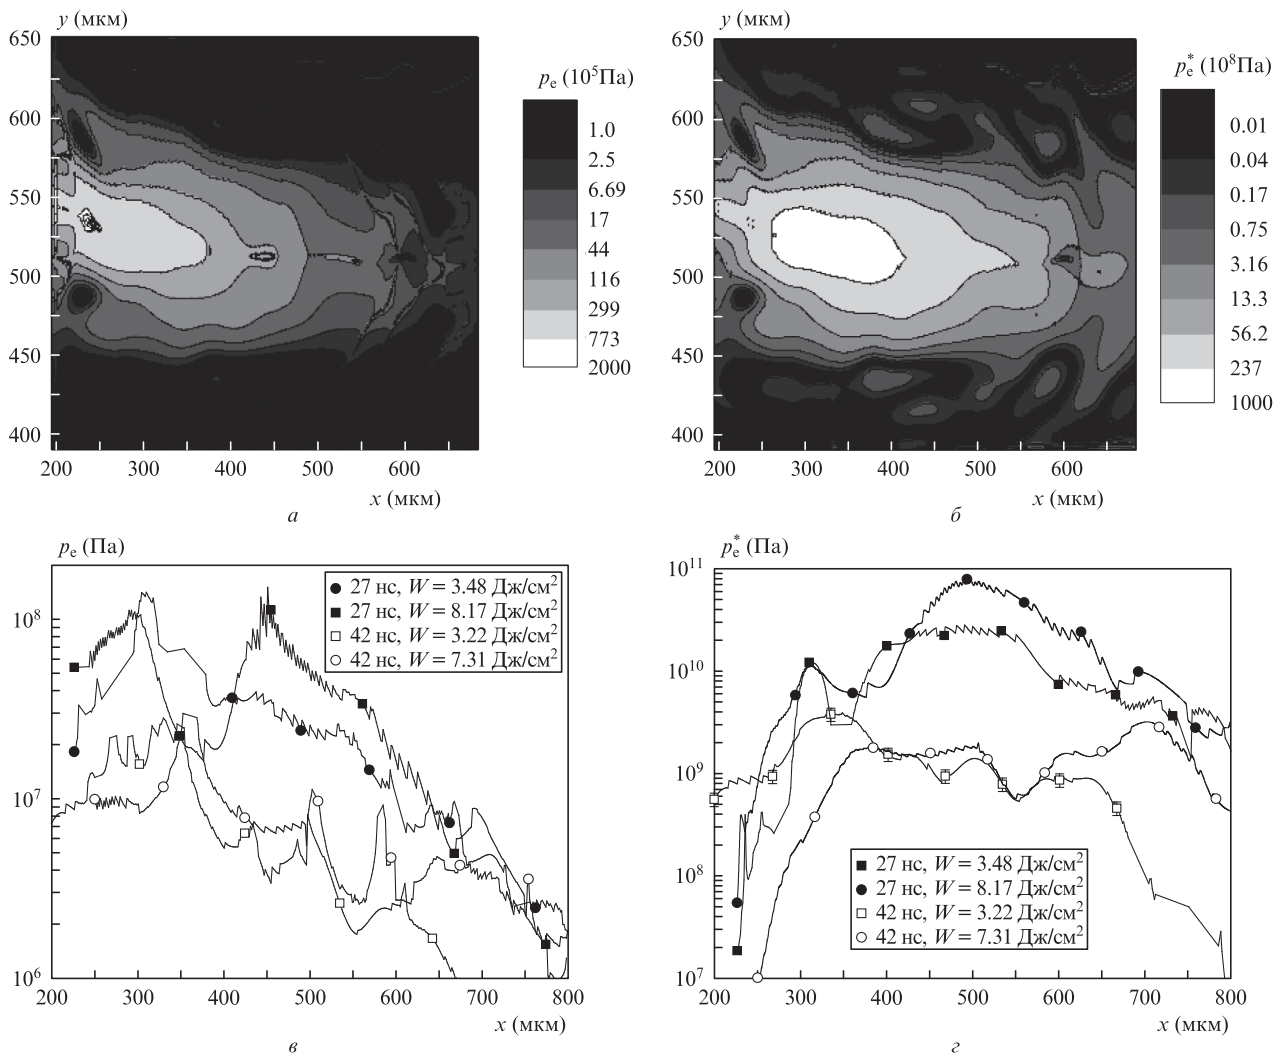 y (мкм)
650
600
550
500
450
400
200 300 400 500 600
x (мкм)
а
pe (10^5Па)
1.0
2.5
6.69
17
44
116
299
773
2000
y (мкм)
650
600
550
500
450
400
200 300 400 500 600
x (мкм)
б
pe* (10^8Па)
0.01
0.04
0.17
0.75
3.16
13.3
56.2
237
1000
pe (Па)
10^8
10^7
10^6
27 нс, W = 3.48 Дж/см^2
27 нс, W = 8.17 Дж/см^2
42 нс, W = 3.22 Дж/см^2
42 нс, W = 7.31 Дж/см^2
200 300 400 500 600 700 800
x (мкм)
в
pe* (Па)
10^11
10^10
10^9
10^8
10^7
27 нс, W = 3.48 Дж/см^2
27 нс, W = 8.17 Дж/см^2
42 нс, W = 3.22 Дж/см^2
42 нс, W = 7.31 Дж/см^2
200 300 400 500 600 700 800
x (мкм)
г